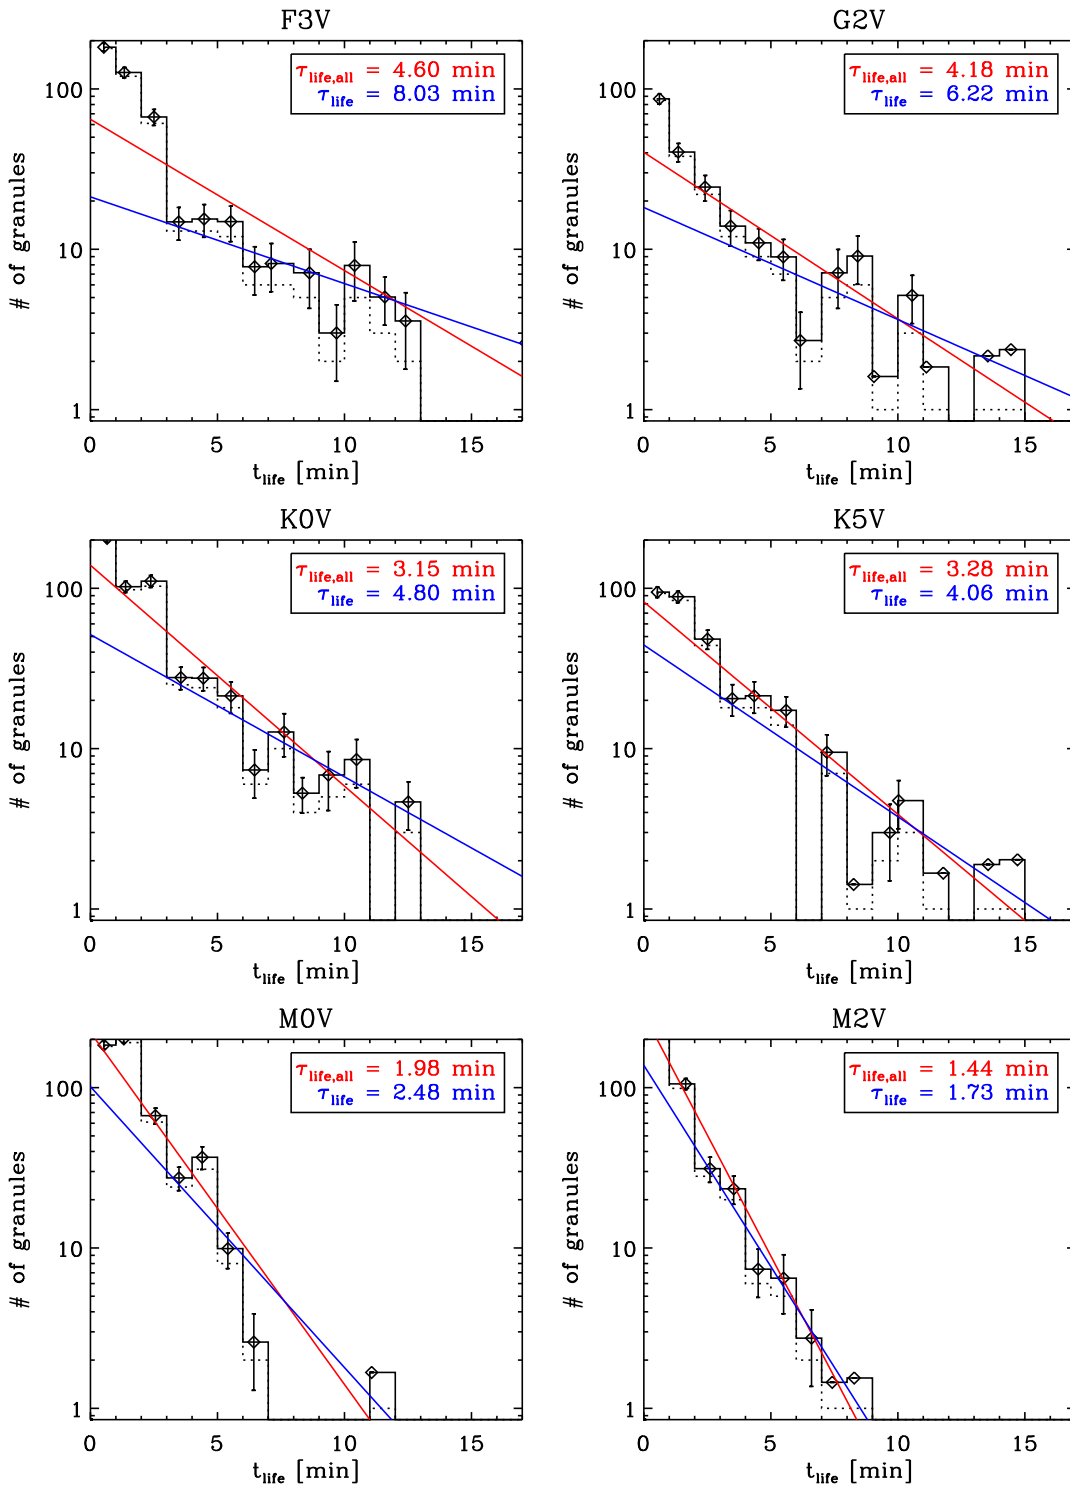 F3V
τlife,all = 4.60 min
τlife = 8.03 min
100
10
1
# of granules
0 5 10 15
tlife [min]
G2V
τlife,all = 4.18 min
τlife = 6.22 min
100
10
1
# of granules
0 5 10 15
tlife [min]
K0V
τlife,all = 3.15 min
τlife = 4.80 min
100
10
1
# of granules
0 5 10 15
tlife [min]
K5V
τlife,all = 3.28 min
τlife = 4.06 min
100
10
1
# of granules
0 5 10 15
tlife [min]
M0V
τlife,all = 1.98 min
τlife = 2.48 min
100
10
1
# of granules
0 5 10 15
tlife [min]
M2V
τlife,all = 1.44 min
τlife = 1.73 min
100
10
1
# of granules
0 5 10 15
tlife [min]